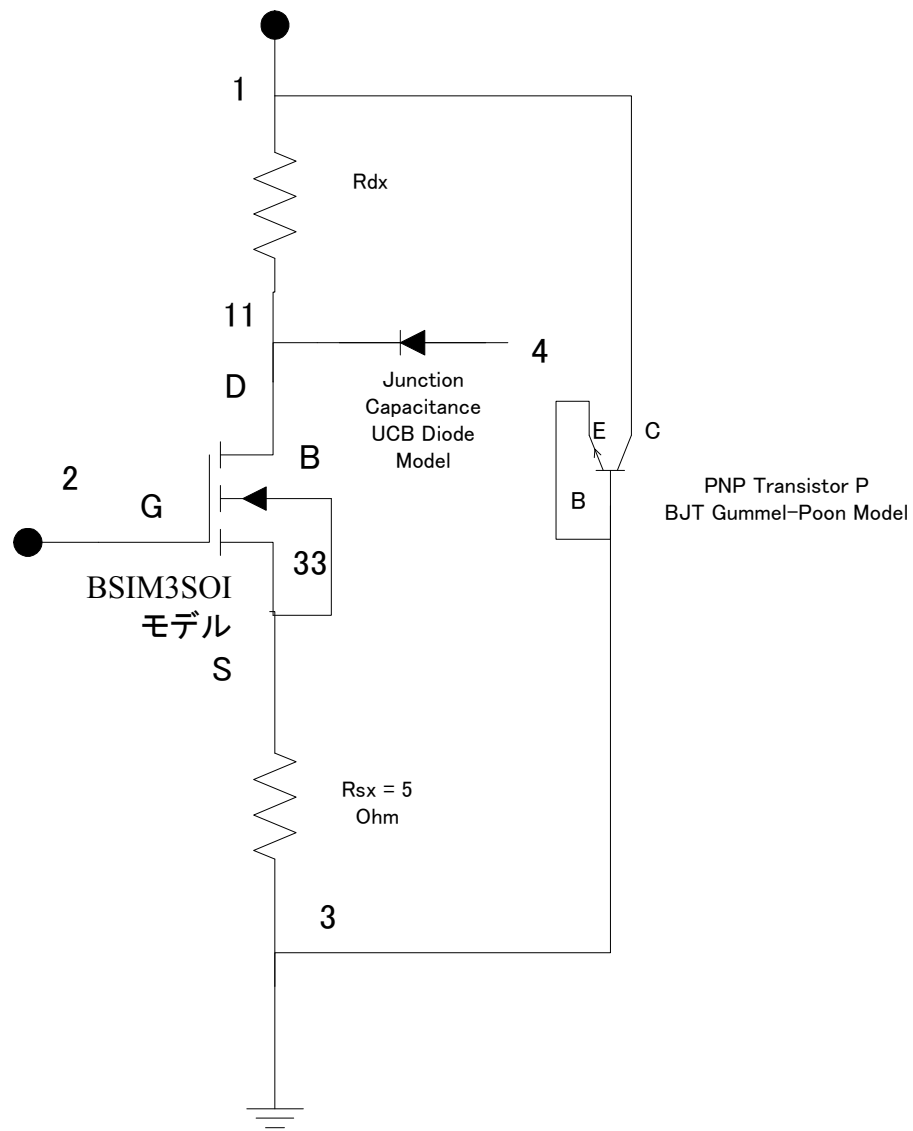 1
Rdx
11
4
D
Junction
Capacitance
UCB Diode
Model
E
C
B
2
G
B
PNP Transistor P
BJT Gummel-Poon Model
33
BSIM3SOI
モデル
S
Rsx = 5
Ohm
3